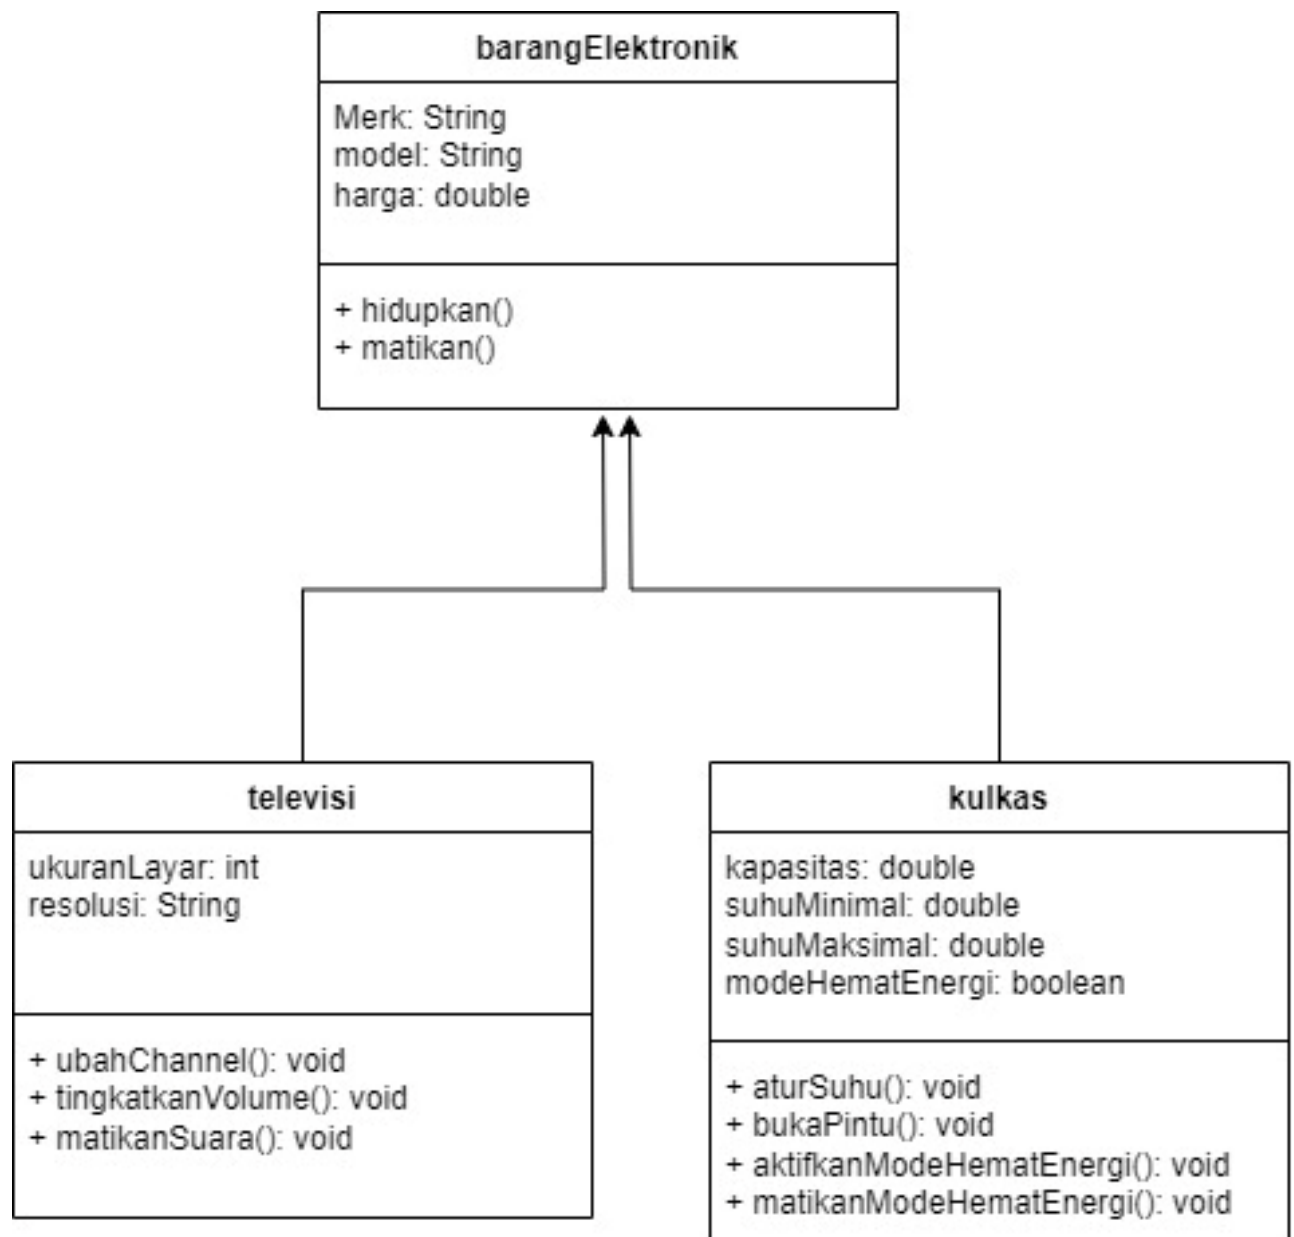 barangElektronik
Merk: String
model: String
harga: double
+ hidupkan()
+ matikan()
televisi
ukuranLayar: int
resolusi: String
+ ubahChannel(): void
+ tingkatkanVolume(): void
+ matikanSuara(): void
kulkas
kapasitas: double
suhuMinimal: double
suhuMaksimal: double
modeHematEnergi: boolean
+ aturSuhu(): void
+ bukaPintu(): void
+ aktifkanModeHematEnergi(): void
+ matikanModeHematEnergi(): void